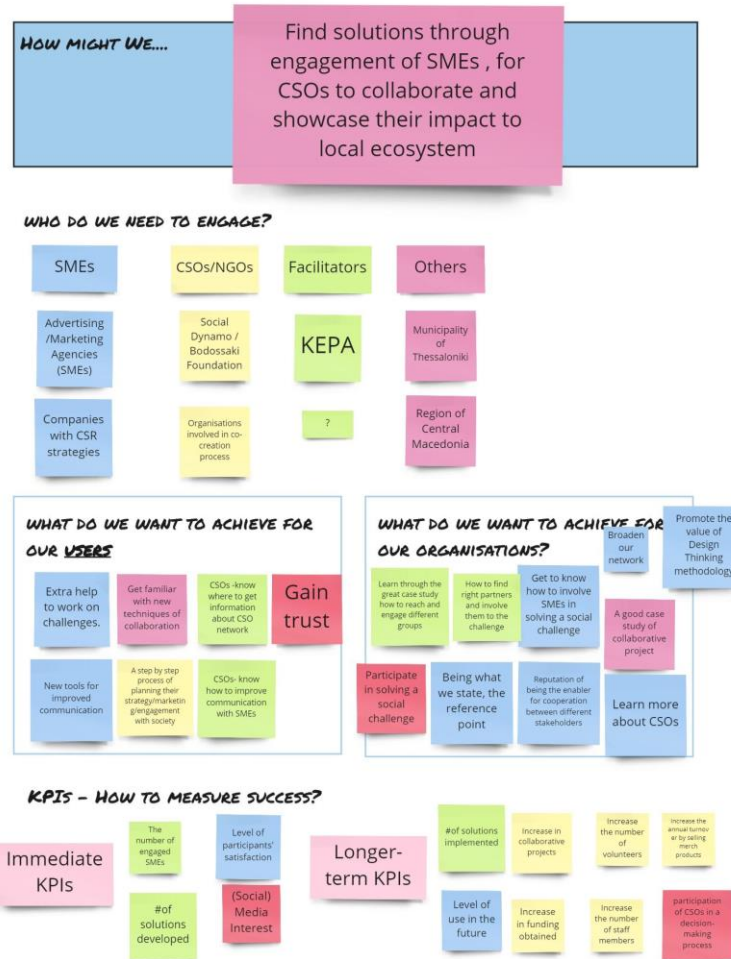 HOW MIGHT WE....
Find solutions through
engagement of SMEs , for
CSOs to collaborate and
showcase their impact to
local ecosystem
WHO DO WE NEED TO ENGAGE?
SMEs
CSOs/NGOs
Facilitators
Others
Advertising
/Marketing
Agencies
(SMEs)
Social
Dynamo /
Bodossaki
Foundation
KEPA
Municipality
of
Thessaloniki
Companies
with CSR
strategies
Organisations
involved in co-
creation
process
?
Region of
Central
Macedonia
WHAT DO WE WANT TO ACHIEVE FOR
OUR USERS
Extra help
to work on
challenges.
Get familiar
with new
techniques of
collaboration
CSOs -know
where to get
information
about CSO
network
Gain
trust
New tools for
improved
communication
A step by step
process of
planning their
strategy/marketin
g/engagement
with society
CSOs- know
how to improve
communication
with SMEs
WHAT DO WE WANT TO ACHIEVE FOR
OUR ORGANISATIONS?
Broaden
our
network
Promote the
value of
Design
Thinking
methodology
Learn through the
great case study
how to reach and
engage different
groups
How to find
right partners
and involve
them to the
challenge
Get to know
how to involve
SMEs in
solving a social
challenge
A good case
study of
collaborative
project
Participate
in solving a
social
challenge
Being what
we state, the
reference
point
Reputation of
being the enabler
for cooperation
between different
stakeholders
Learn more
about CSOs
KPIS – HOW TO MEASURE SUCCESS?
Immediate
KPIs
The
number of
engaged
SMEs
Level of
participants'
satisfaction
#of
solutions
developed
(Social)
Media
Interest
Longer-
term KPIs
#of solutions
implemented
Increase in
collaborative
projects
Increase
the number
of
volunteers
Increase the
annual turnov
er by selling
merch
products
Level of
use in the
future
Increase
in funding
obtained
Increase
the number
of staff
members
participation
of CSOs in a
decision-
making
process